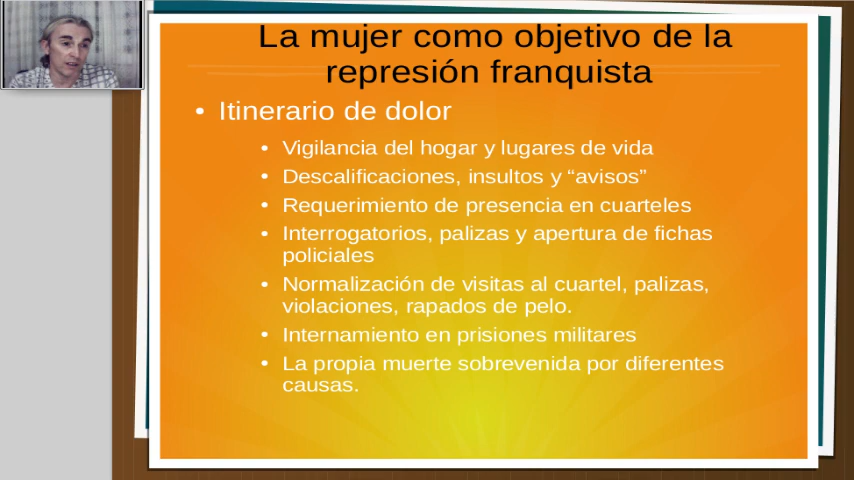 La mujer como objetivo de la
represión franquista
• Itinerario de dolor
• Vigilancia del hogar y lugares de vida
• Descalificaciones, insultos y “avisos”
• Requerimiento de presencia en cuarteles
• Interrogatorios, palizas y apertura de fichas
policiales
• Normalización de visitas al cuartel, palizas,
violaciones, rapados de pelo.
• Internamiento en prisiones militares
• La propia muerte sobrevenida por diferentes
causas.